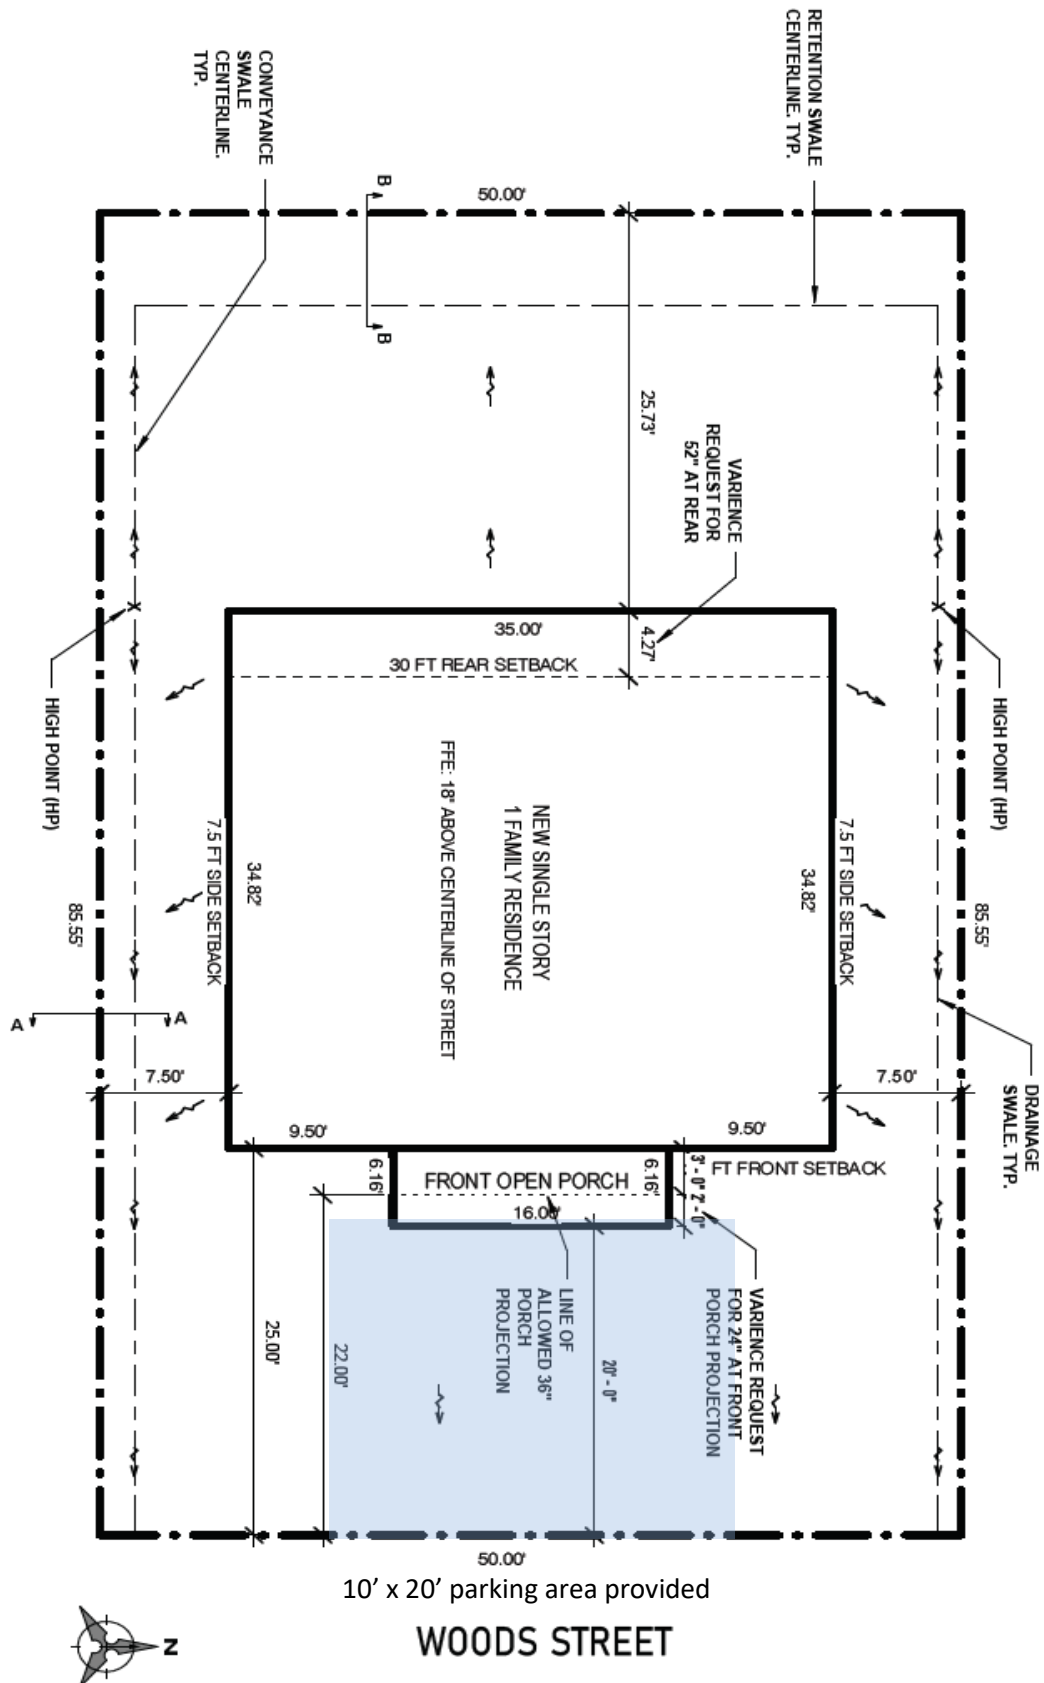 RETENTION SWALE
CENTERLINE. TYP.
CONVEYANCE
SWALE
CENTERLINE.
TYP.
B
50.00'
B
25.73'
VARIENCE
REQUEST FOR
52" AT REAR
35.00'
4.27'
30 FT REAR SETBACK
HIGH POINT (HP)
HIGH POINT (HP)
FFE: 18" ABOVE CENTERLINE OF STREET
NEW SINGLE STORY
1 FAMILY RESIDENCE
7.5 FT SIDE SETBACK
34.82'
34.82'
7.5 FT SIDE SETBACK
85.55'
85.55'
A
A
7.50'
7.50'
DRAINAGE
SWALE. TYP.
9.50'
9.50'
6.16'
FRONT OPEN PORCH
6.16'
3' - 0"
2' - 0"
FT FRONT SETBACK
16.00'
LINE OF
ALLOWED 36"
PORCH
PROJECTION
VARIENCE REQUEST
FOR 24" AT FRONT
PORCH PROJECTION
25.00'
22.00'
20' - 0"
50.00'
10' x 20' parking area provided
N
WOODS STREET